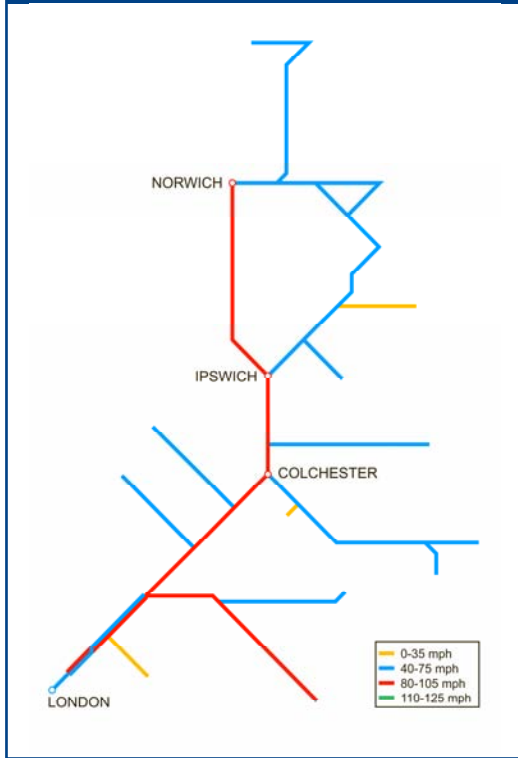 NORWICH
IPSWICH
COLCHESTER
LONDON
0-35 mph
40-75 mph
80-105 mph
110-125 mph